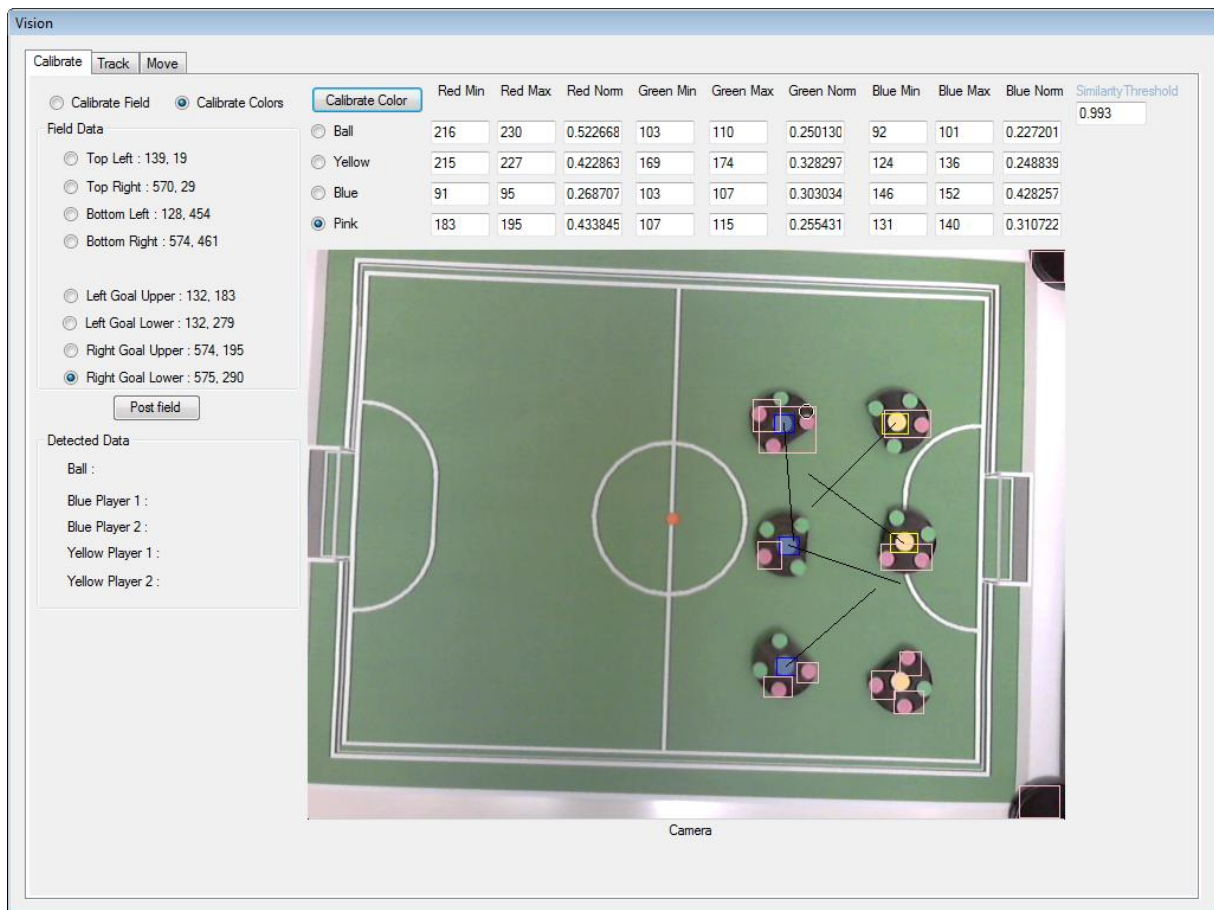 Vision
Calibrate Track Move
Calibrate Field Calibrate Colors
Field Data
Top Left : 139, 19
Top Right : 570, 29
Bottom Left : 128, 454
Bottom Right : 574, 461
Left Goal Upper : 132, 183
Left Goal Lower : 132, 279
Right Goal Upper : 574, 195
Right Goal Lower : 575, 290
Post field
Detected Data
Ball :
Blue Player 1 :
Blue Player 2 :
Yellow Player 1 :
Yellow Player 2 :
Calibrate Color Red Min Red Max Red Norm Green Min Green Max Green Norm Blue Min Blue Max Blue Norm SimilarityThreshold
0.993
Ball 216 230 0.522668 103 110 0.250130 92 101 0.227201
Yellow 215 227 0.422863 169 174 0.328297 124 136 0.248839
Blue 91 95 0.268707 103 107 0.303034 146 152 0.428257
Pink 183 195 0.433845 107 115 0.255431 131 140 0.310722
Camera